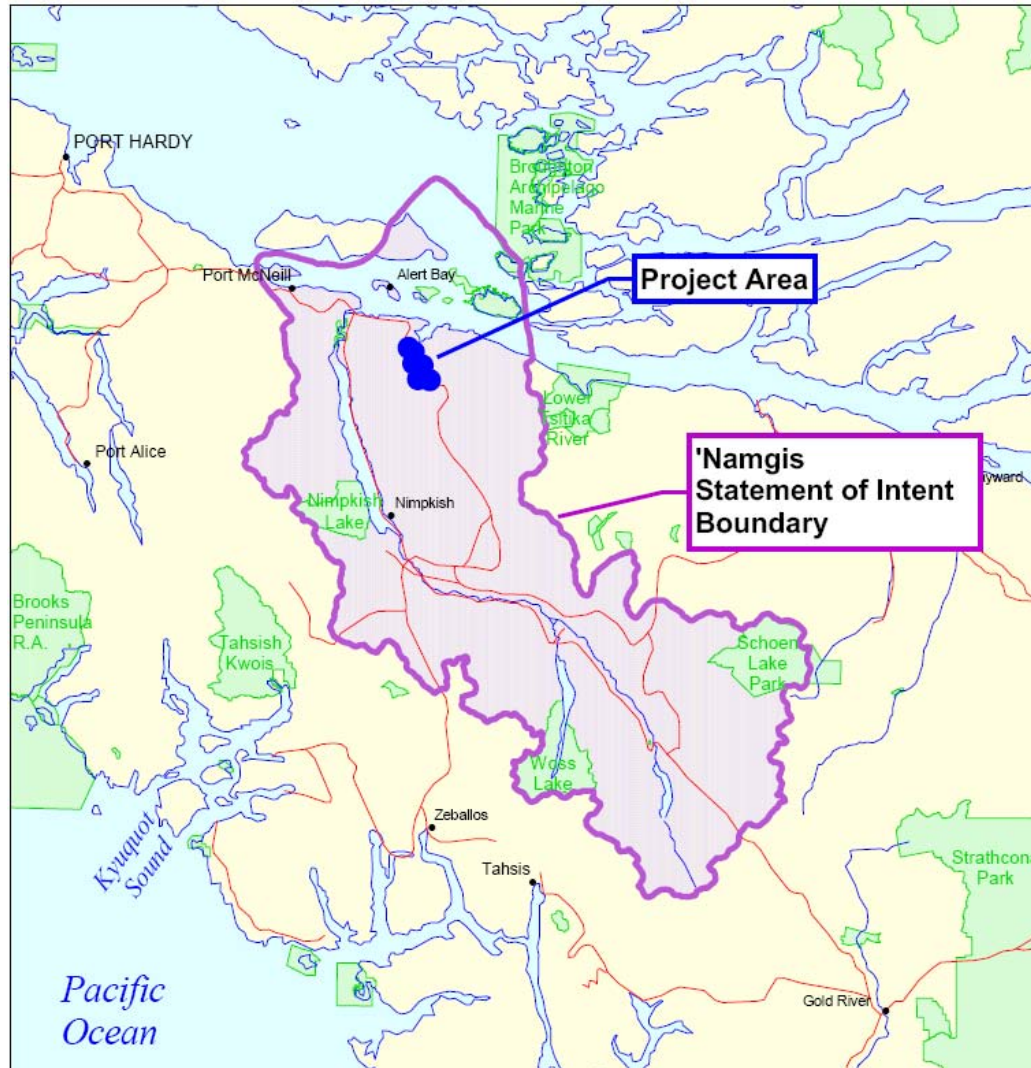 PORT HARDY
Broughton
Archipelago
Marine
Park
Port McNeill
Alert Bay
Project Area
Lower
Tsitika
River
'Namgis
Statement of Intent
Boundary
Port Alice
Nimpkish
Lake
Nimpkish
Brooks
Peninsula
R.A.
Tahsish
Kwois
Schoen
Lake
Park
Woss
Lake
Zeballos
Kyuquot
Sound
Tahsis
Strathcona
Park
Pacific
Ocean
Gold River